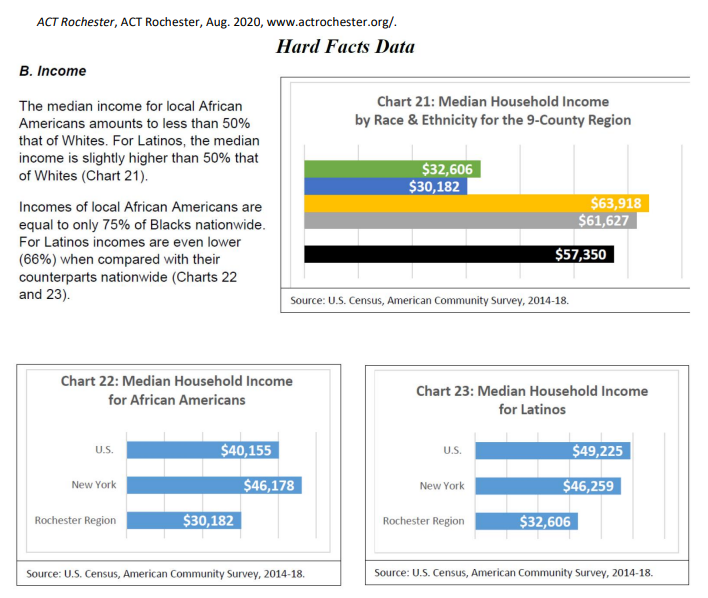 ACT Rochester, ACT Rochester, Aug. 2020, www.actrochester.org/.
Hard Facts Data
B. Income
The median income for local African
Americans amounts to less than 50%
that of Whites. For Latinos, the median
income is slightly higher than 50% that
of Whites (Chart 21).
Incomes of local African Americans are
equal to only 75% of Blacks nationwide.
For Latinos incomes are even lower
(66%) when compared with their
counterparts nationwide (Charts 22
and 23).
Chart 21: Median Household Income
by Race & Ethnicity for the 9-County Region
$32,606
$30,182
$63,918
$61,627
$57,350
Source: U.S. Census, American Community Survey, 2014-18.
Chart 22: Median Household Income
for African Americans
U.S. $40,155
New York $46,178
Rochester Region $30,182
Source: U.S. Census, American Community Survey, 2014-18.
Chart 23: Median Household Income
for Latinos
U.S. $49,225
New York $46,259
Rochester Region $32,606
Source: U.S. Census, American Community Survey, 2014-18.